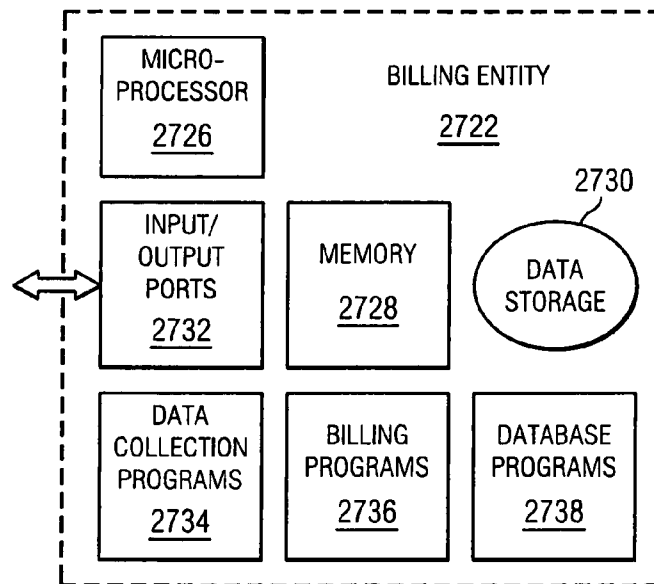 MICRO-
PROCESSOR
2726
BILLING ENTITY
2722
2730
INPUT/
OUTPUT
PORTS
2732
MEMORY
2728
DATA
STORAGE
DATA
COLLECTION
PROGRAMS
2734
BILLING
PROGRAMS
2736
DATABASE
PROGRAMS
2738